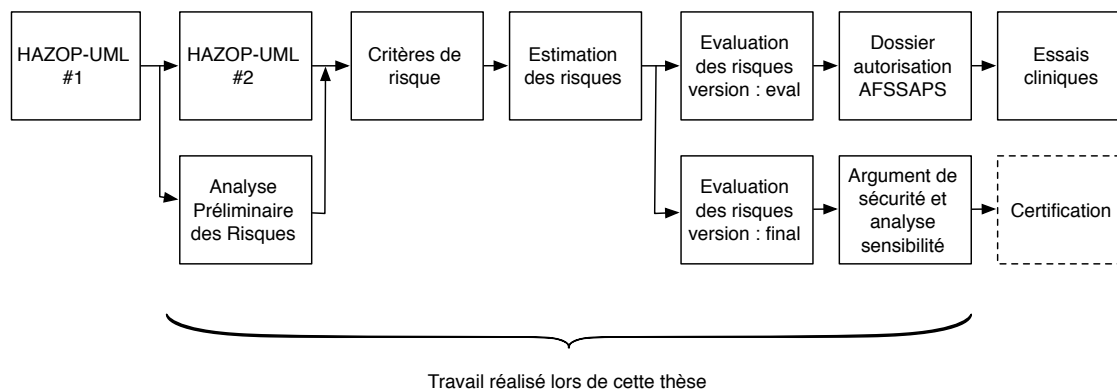 HAZOP-UML
#1
HAZOP-UML
#2
Critères de
risque
Estimation
des risques
Evaluation
des risques
version : eval
Dossier
autorisation
AFSSAPS
Essais
cliniques
Analyse
Préliminaire
des Risques
Evaluation
des risques
version : final
Argument de
sécurité et
analyse
sensibilité
Certification
Travail réalisé lors de cette thèse